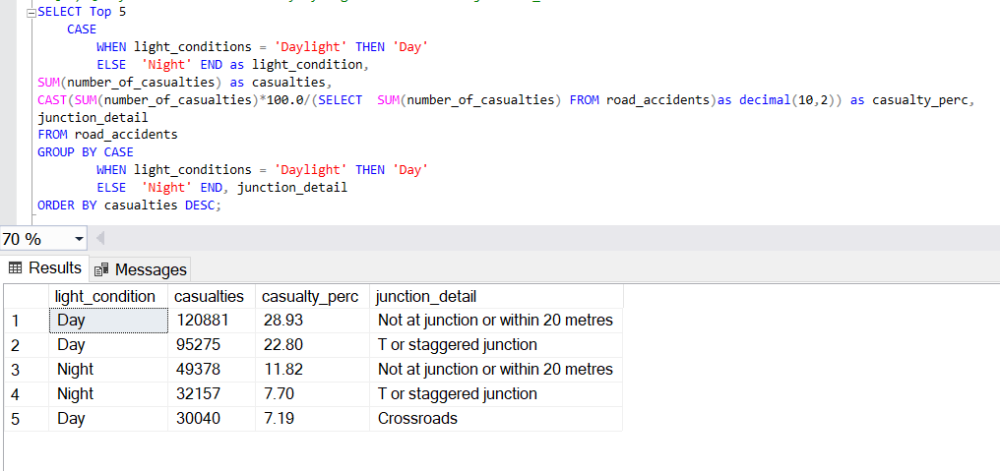 SELECT Top 5
CASE
WHEN light_conditions = 'Daylight' THEN 'Day'
ELSE 'Night' END as light_condition,
SUM(number_of_casualties) as casualties,
CAST(SUM(number_of_casualties)*100.0/(SELECT SUM(number_of_casualties) FROM road_accidents)as decimal(10,2)) as casualty_perc,
junction_detail
FROM road_accidents
GROUP BY CASE
WHEN light_conditions = 'Daylight' THEN 'Day'
ELSE 'Night' END, junction_detail
ORDER BY casualties DESC;
70 %
Results Messages
light_condition casualties casualty_perc junction_detail
1 Day 120881 28.93 Not at junction or within 20 metres
2 Day 95275 22.80 T or staggered junction
3 Night 49378 11.82 Not at junction or within 20 metres
4 Night 32157 7.70 T or staggered junction
5 Day 30040 7.19 Crossroads